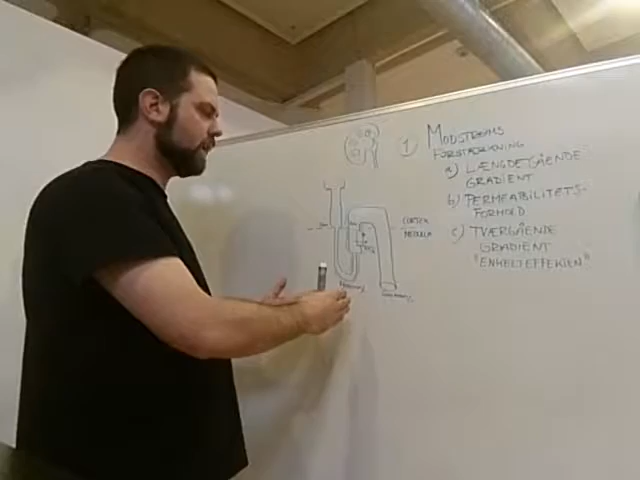 1 MODSTRØMS
FORSTÆRKNING
a) LÆNGDEGÅENDE
GRADIENT
b) PERMEABILITETS-
FORHOLD
c) TVÆRGÅENDE
GRADIENT
"ENKELTEFFEKTEN"
CORTEX
MEDULLA